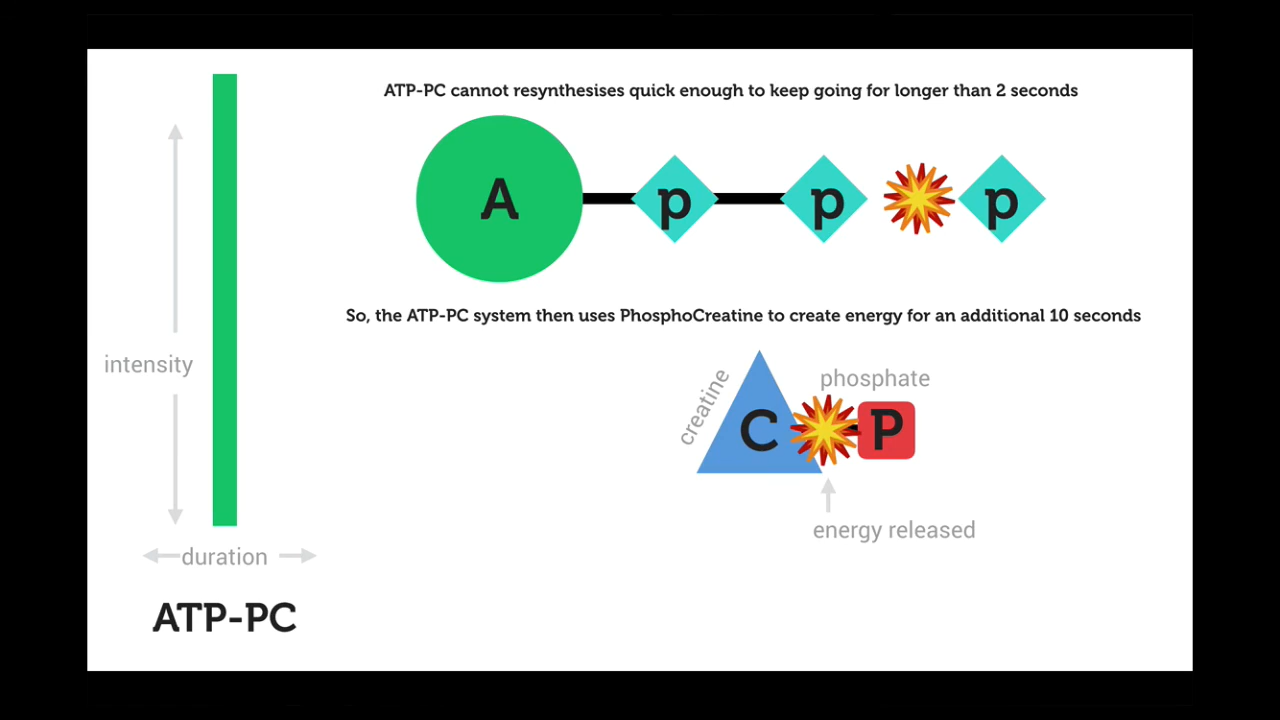 ATP-PC cannot resynthesises quick enough to keep going for longer than 2 seconds
A p p p
So, the ATP-PC system then uses PhosphoCreatine to create energy for an additional 10 seconds
intensity
creatine
phosphate
C P
energy released
duration
ATP-PC